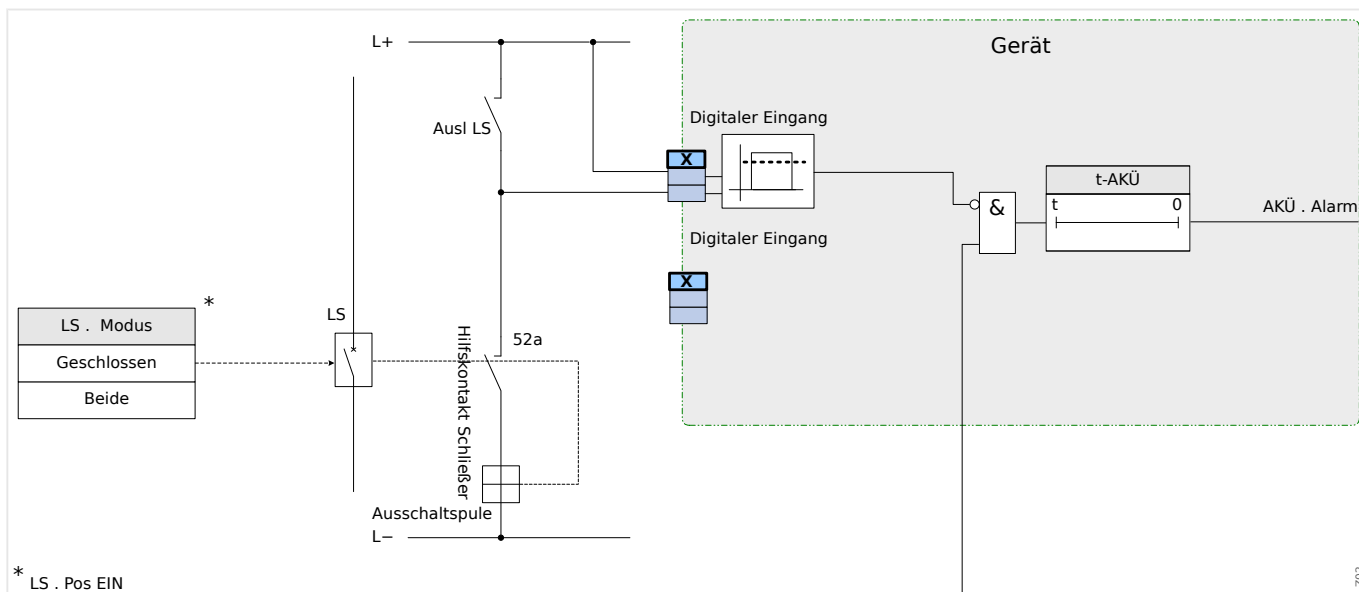 L+
Gerät
Ausl LS
Digitaler Eingang
X
t-AKÜ
t 0
&
AKÜ . Alarm
Digitaler Eingang
X
*
LS . Modus
Geschlossen
Beide
LS
52a
Hilfskontakt Schließer
Ausschaltspule
L−
* LS . Pos EIN